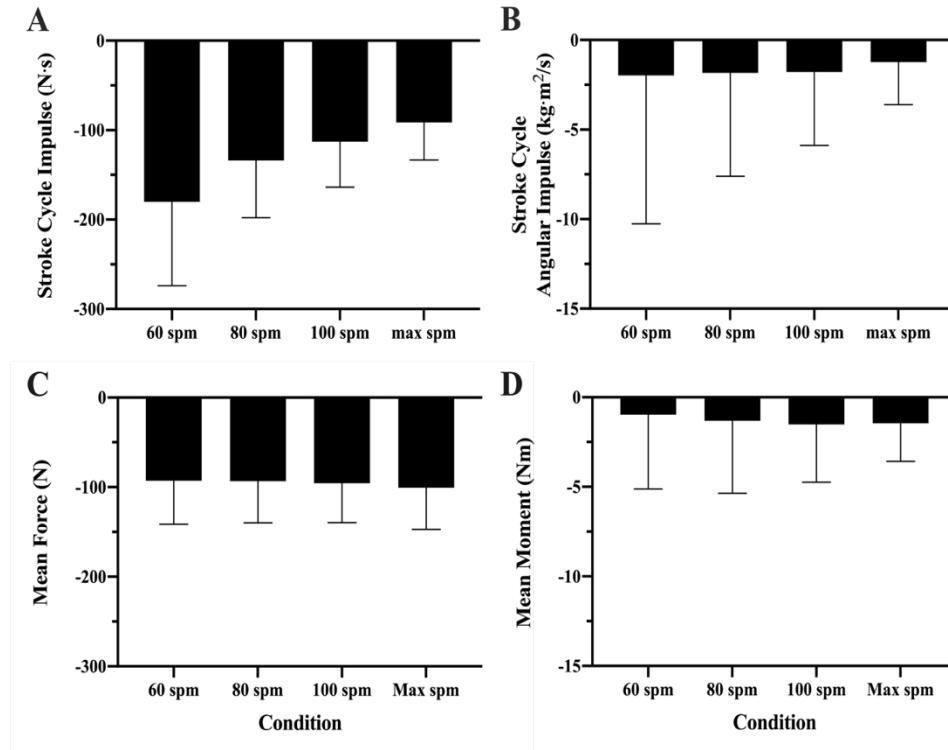 A
Stroke Cycle Impulse (N·s)
0
-100
-200
-300
60 spm 80 spm 100 spm max spm
B
Stroke Cycle
Angular Impulse (kg·m²/s)
0
-5
-10
-15
60 spm 80 spm 100 spm max spm
C
Mean Force (N)
0
-100
-200
-300
60 spm 80 spm 100 spm Max spm
Condition
D
Mean Moment (Nm)
0
-5
-10
-15
60 spm 80 spm 100 spm Max spm
Condition